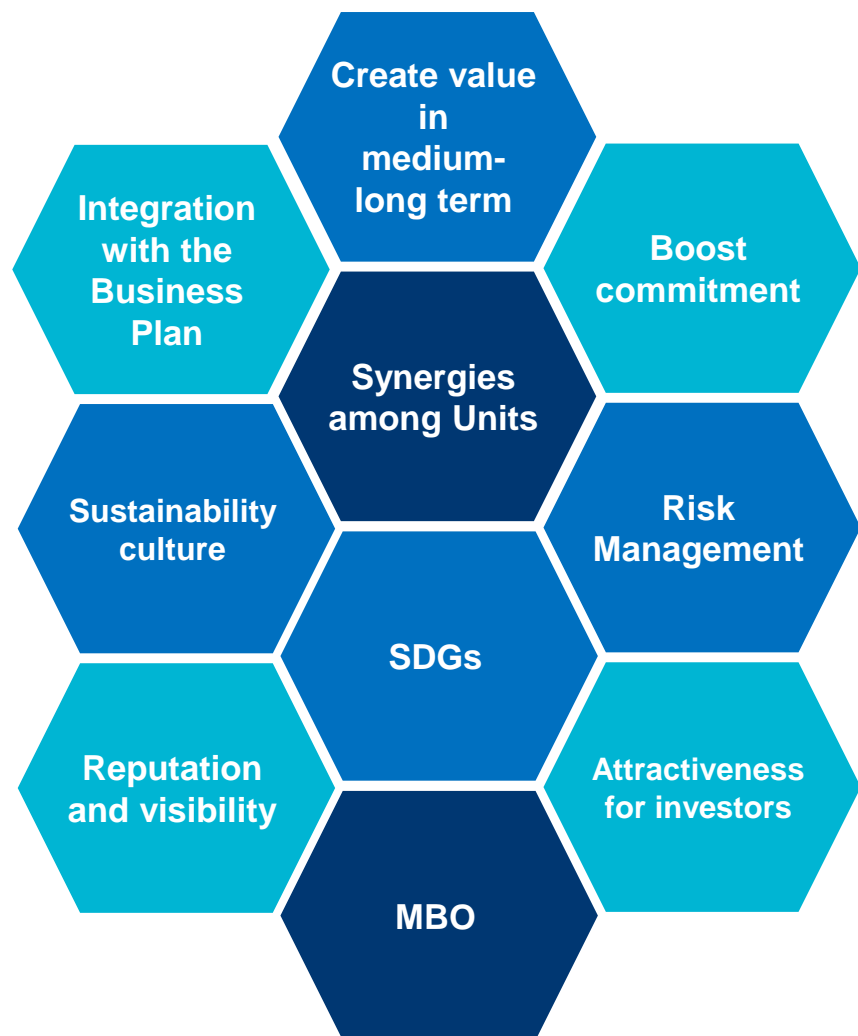 Create value
in
medium-
long term
Integration
with the
Business
Plan
Boost
commitment
Synergies
among Units
Sustainability
culture
Risk
Management
SDGs
Reputation
and visibility
Attractiveness
for investors
MBO